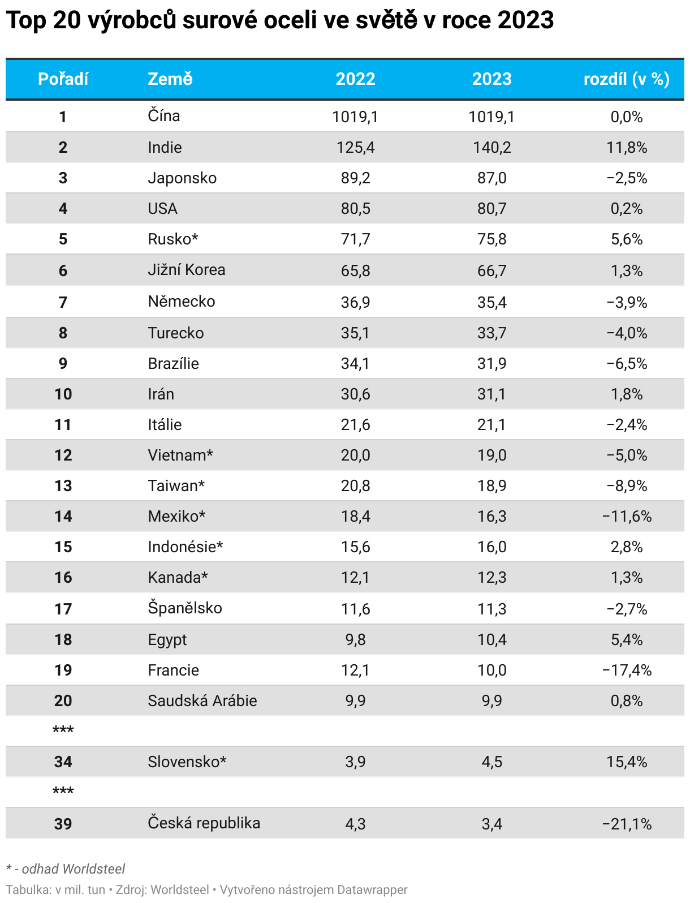 Top 20 výrobců surové oceli ve světě v roce 2023
Pořadí Země 2022 2023 rozdíl (v %)
1 Čína 1019,1 1019,1 0,0%
2 Indie 125,4 140,2 11,8%
3 Japonsko 89,2 87,0 −2,5%
4 USA 80,5 80,7 0,2%
5 Rusko* 71,7 75,8 5,6%
6 Jižní Korea 65,8 66,7 1,3%
7 Německo 36,9 35,4 −3,9%
8 Turecko 35,1 33,7 −4,0%
9 Brazílie 34,1 31,9 −6,5%
10 Irán 30,6 31,1 1,8%
11 Itálie 21,6 21,1 −2,4%
12 Vietnam* 20,0 19,0 −5,0%
13 Taiwan* 20,8 18,9 −8,9%
14 Mexiko* 18,4 16,3 −11,6%
15 Indonésie* 15,6 16,0 2,8%
16 Kanada* 12,1 12,3 1,3%
17 Španělsko 11,6 11,3 −2,7%
18 Egypt 9,8 10,4 5,4%
19 Francie 12,1 10,0 −17,4%
20 Saudská Arábie 9,9 9,9 0,8%
***
34 Slovensko* 3,9 4,5 15,4%
***
39 Česká republika 4,3 3,4 −21,1%
* - odhad Worldsteel
Tabulka: v mil. tun • Zdroj: Worldsteel • Vytvořeno nástrojem Datawrapper